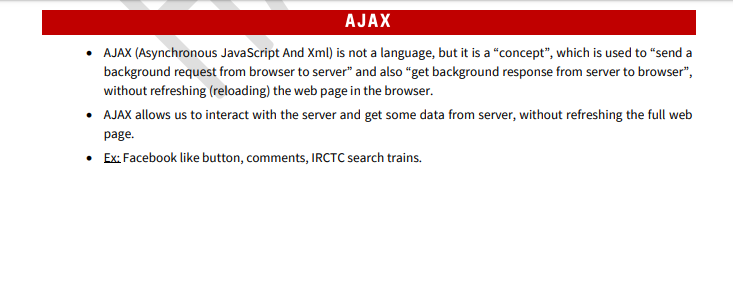 AJAX
• AJAX (Asynchronous JavaScript And Xml) is not a language, but it is a “concept”, which is used to “send a
background request from browser to server” and also “get background response from server to browser”,
without refreshing (reloading) the web page in the browser.
• AJAX allows us to interact with the server and get some data from server, without refreshing the full web
page.
• Ex: Facebook like button, comments, IRCTC search trains.